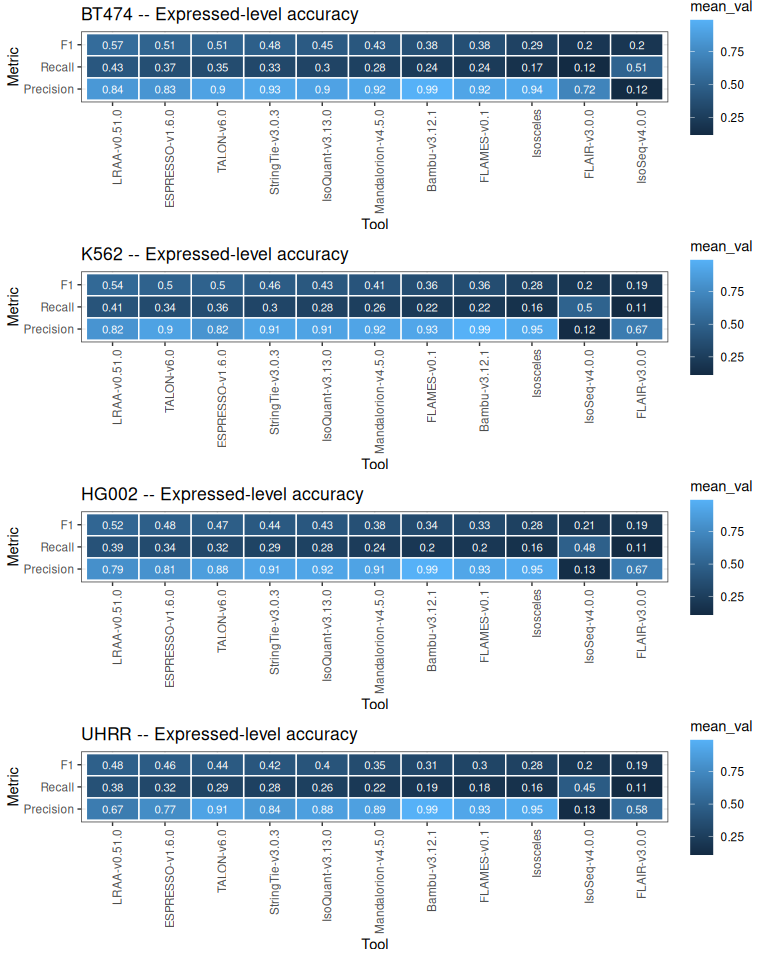 BT474 -- Expressed-level accuracy
Metric
F1 0.57 0.51 0.51 0.48 0.45 0.43 0.38 0.38 0.29 0.2 0.2
Recall 0.43 0.37 0.35 0.33 0.3 0.28 0.24 0.24 0.17 0.12 0.51
Precision 0.84 0.83 0.9 0.93 0.9 0.92 0.99 0.92 0.94 0.72 0.12
LRAA-v0.51.0
ESPRESSO-v1.6.0
TALON-v6.0
StringTie-v3.0.3
IsoQuant-v3.13.0
Mandalorion-v4.5.0
Bambu-v3.12.1
FLAMES-v0.1
Isosceles
FLAIR-v3.0.0
IsoSeq-v4.0.0
Tool
mean_val
0.75
0.50
0.25
K562 -- Expressed-level accuracy
Metric
F1 0.54 0.5 0.5 0.46 0.43 0.41 0.36 0.36 0.28 0.2 0.19
Recall 0.41 0.34 0.36 0.3 0.28 0.26 0.22 0.22 0.16 0.5 0.11
Precision 0.82 0.9 0.82 0.91 0.91 0.92 0.93 0.99 0.95 0.12 0.67
LRAA-v0.51.0
TALON-v6.0
ESPRESSO-v1.6.0
StringTie-v3.0.3
IsoQuant-v3.13.0
Mandalorion-v4.5.0
FLAMES-v0.1
Bambu-v3.12.1
Isosceles
IsoSeq-v4.0.0
FLAIR-v3.0.0
Tool
mean_val
0.75
0.50
0.25
HG002 -- Expressed-level accuracy
Metric
F1 0.52 0.48 0.47 0.44 0.43 0.38 0.34 0.33 0.28 0.21 0.19
Recall 0.39 0.34 0.32 0.29 0.28 0.24 0.2 0.2 0.16 0.48 0.11
Precision 0.79 0.81 0.88 0.91 0.92 0.91 0.99 0.93 0.95 0.13 0.67
LRAA-v0.51.0
ESPRESSO-v1.6.0
TALON-v6.0
StringTie-v3.0.3
IsoQuant-v3.13.0
Mandalorion-v4.5.0
Bambu-v3.12.1
FLAMES-v0.1
Isosceles
IsoSeq-v4.0.0
FLAIR-v3.0.0
Tool
mean_val
0.75
0.50
0.25
UHRR -- Expressed-level accuracy
Metric
F1 0.48 0.46 0.44 0.42 0.4 0.35 0.31 0.3 0.28 0.2 0.19
Recall 0.38 0.32 0.29 0.28 0.26 0.22 0.19 0.18 0.16 0.45 0.11
Precision 0.67 0.77 0.91 0.84 0.88 0.89 0.99 0.93 0.95 0.13 0.58
LRAA-v0.51.0
ESPRESSO-v1.6.0
TALON-v6.0
StringTie-v3.0.3
IsoQuant-v3.13.0
Mandalorion-v4.5.0
Bambu-v3.12.1
FLAMES-v0.1
Isosceles
IsoSeq-v4.0.0
FLAIR-v3.0.0
Tool
mean_val
0.75
0.50
0.25